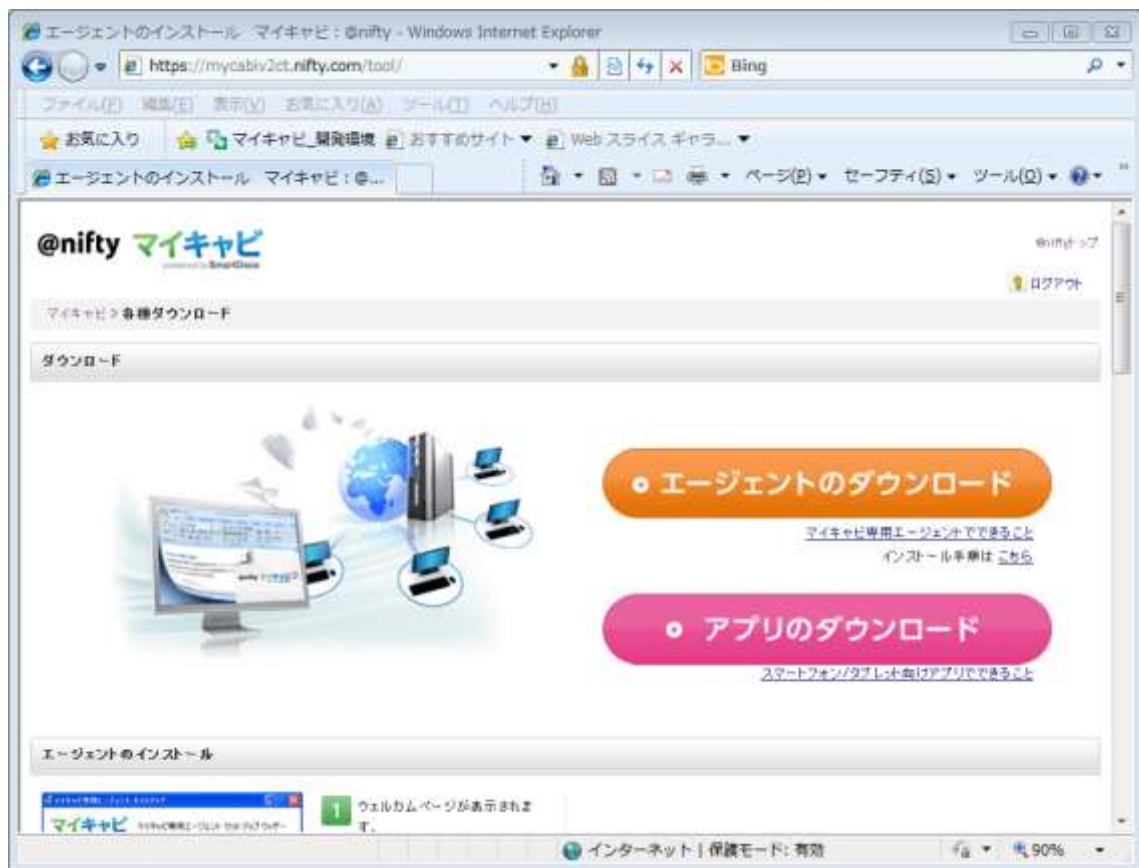 エージェントのインストール マイキャビ：@nifty - Windows Internet Explorer
https://mycabiv2ct.nifty.com/tool/
Bing
ファイル(F) 編集(E) 表示(V) お気に入り(A) ツール(T) ヘルプ(H)
お気に入り マイキャビ_開発環境 おすすめサイト Web スライス ギャラ...
エージェントのインストール マイキャビ：@... ページ(P) セーフティ(S) ツール(O)
@nifty マイキャビ
powered by SmartDocs
@niftyトップ
ログアウト
マイキャビ > 各種ダウンロード
ダウンロード
エージェントのダウンロード
マイキャビ専用エージェントでできること
インストール手順は こちら
アプリのダウンロード
スマートフォン/タブレット向けアプリでできること
エージェントのインストール
1 ウェルカムページが表示されま
す。
マイキャビ
インターネット | 保護モード: 有効 90%